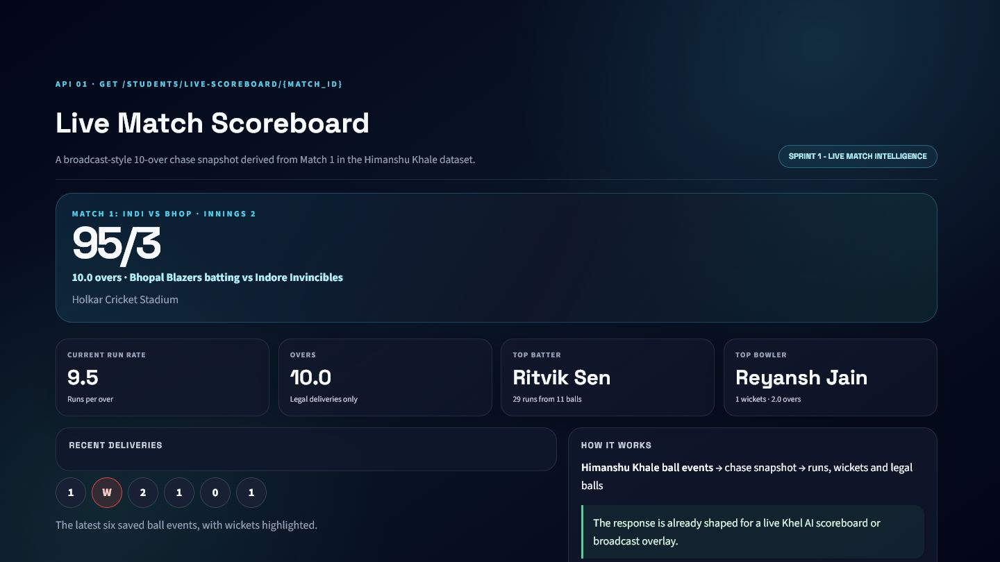 API 01 · GET /STUDENT5/LIVE-SCOREBOARD/{MATCH_ID}
Live Match Scoreboard
A broadcast-style 10-over chase snapshot derived from Match 1 in the Himanshu Khale dataset.
SPRINT 1 - LIVE MATCH INTELLIGENCE
MATCH 1: INDI VS BHOP · INNINGS 2
95/3
10.0 overs · Bhopal Blazers batting vs Indore Invincibles
Holkar Cricket Stadium
CURRENT RUN RATE
9.5
Runs per over
OVERS
10.0
Legal deliveries only
TOP BATTER
Ritvik Sen
29 runs from 11 balls
TOP BOWLER
Reyansh Jain
1 wickets · 2.0 overs
RECENT DELIVERIES
1 W 2 1 0 1
The latest six saved ball events, with wickets highlighted.
HOW IT WORKS
Himanshu Khale ball events → chase snapshot → runs, wickets and legal
balls
The response is already shaped for a live Khel AI scoreboard or
broadcast overlay.